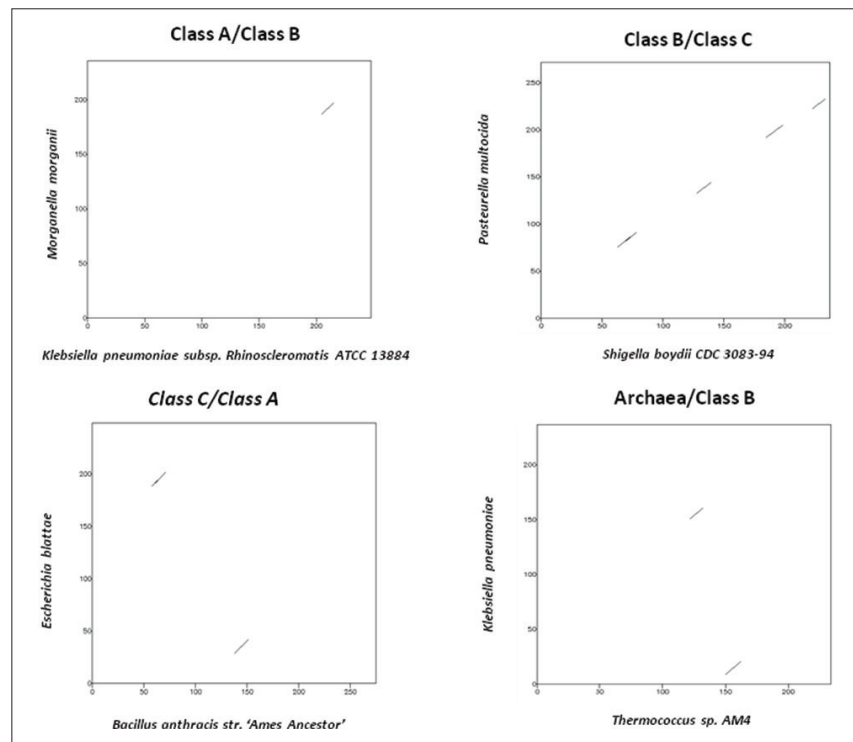 Class A/Class B
Morganella morganii
200
150
100
50
0
0 50 100 150 200
Klebsiella pneumoniae subsp. Rhinoscleromatis ATCC 13884
Class B/Class C
Pasteurella multocida
250
200
150
100
50
0
0 50 100 150 200
Shigella boydii CDC 3083-94
Class C/Class A
Escherichia blattae
200
150
100
50
0
0 50 100 150 200 250
Bacillus anthracis str. ‘Ames Ancestor’
Archaea/Class B
Klebsiella pneumoniae
200
150
100
50
0
0 50 100 150 200
Thermococcus sp. AM4